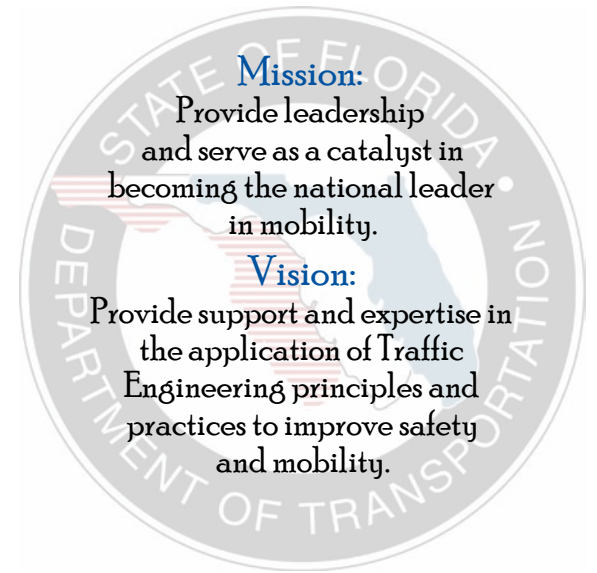 STATE OF FLORIDA
Mission:
Provide leadership
and serve as a catalyst in
becoming the national leader
in mobility.
Vision:
Provide support and expertise in
the application of Traffic
Engineering principles and
practices to improve safety
and mobility.
DEPARTMENT OF TRANSPORTATION